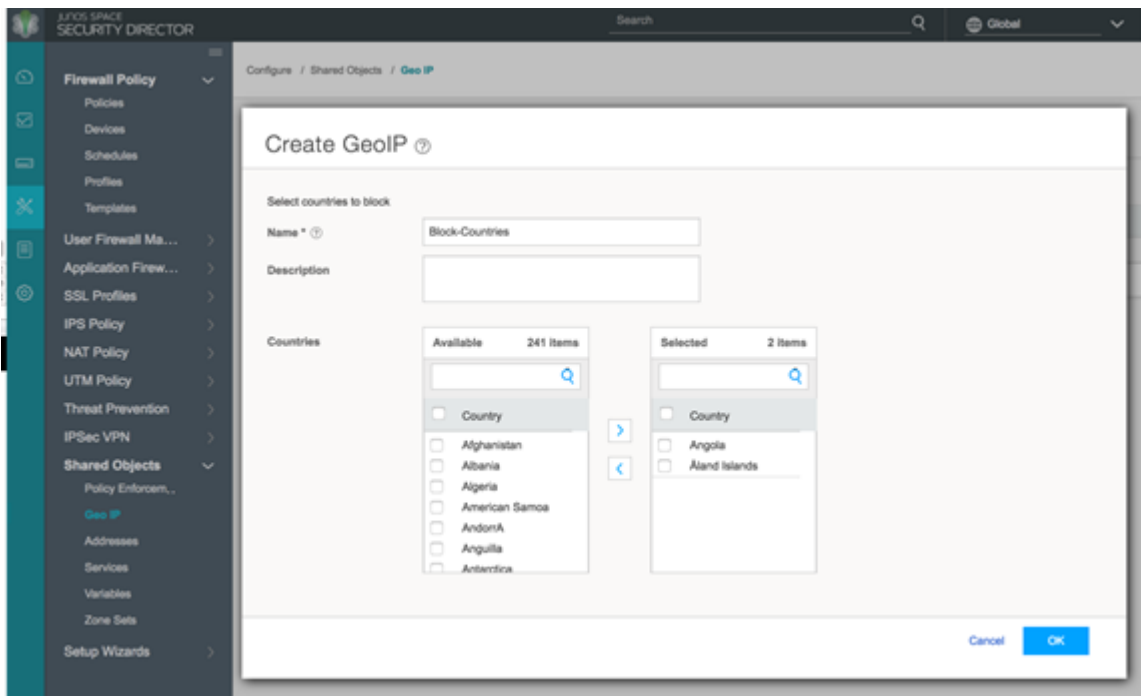 JUNOS SPACE
SECURITY DIRECTOR
Search
Global
Firewall Policy
Policies
Devices
Schedules
Profiles
Templates
User Firewall Ma...
Application Firew...
SSL Profiles
IPS Policy
NAT Policy
UTM Policy
Threat Prevention
IPSec VPN
Shared Objects
Policy Enforcem...
Geo IP
Addresses
Services
Variables
Zone Sets
Setup Wizards
Configure / Shared Objects / Geo IP
Create GeoIP ?
Select countries to block
Name * ?
Block-Countries
Description
Countries
Available 241 items
Country
Afghanistan
Albania
Algeria
American Samoa
AndorrA
Anguilla
Antarctica
>
<
Selected 2 items
Country
Angola
Åland Islands
Cancel OK